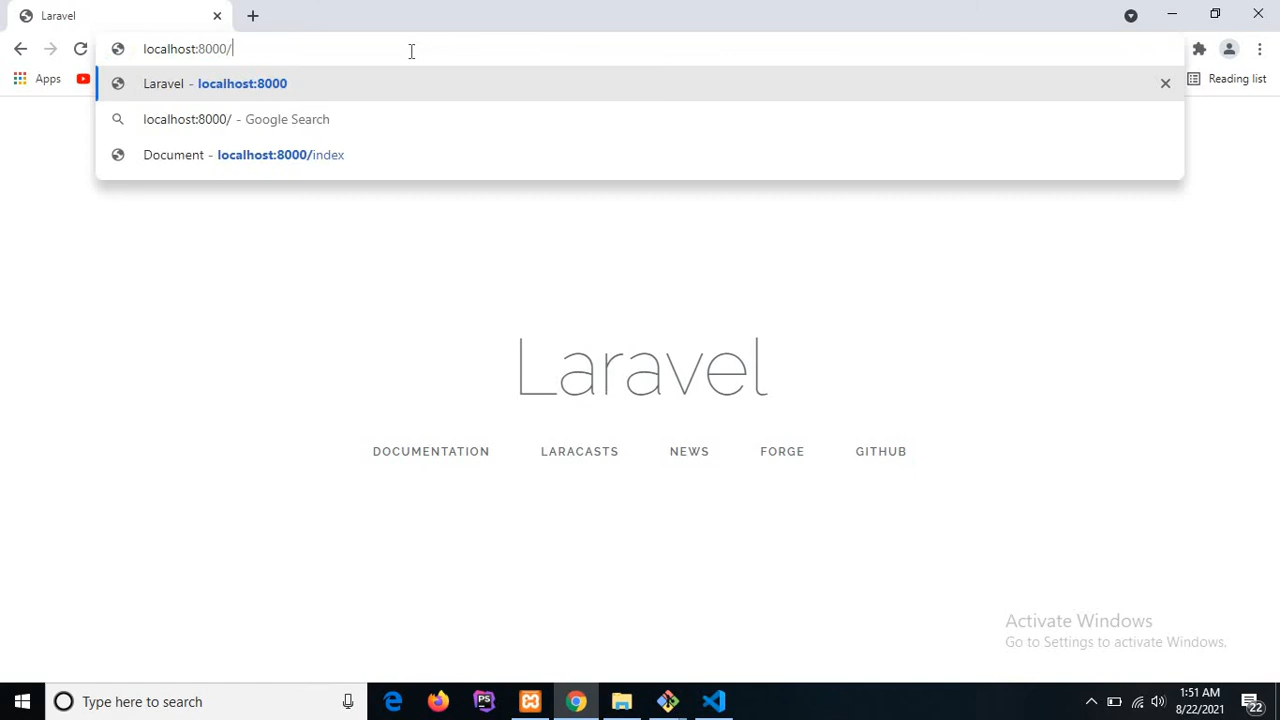 Laravel
localhost:8000/
Apps
Reading list
Laravel - localhost:8000
localhost:8000/ - Google Search
Document - localhost:8000/index
Laravel
DOCUMENTATION LARACASTS NEWS FORGE GITHUB
Activate Windows
Go to Settings to activate Windows.
Type here to search
PS
1:51 AM
8/22/2021
22